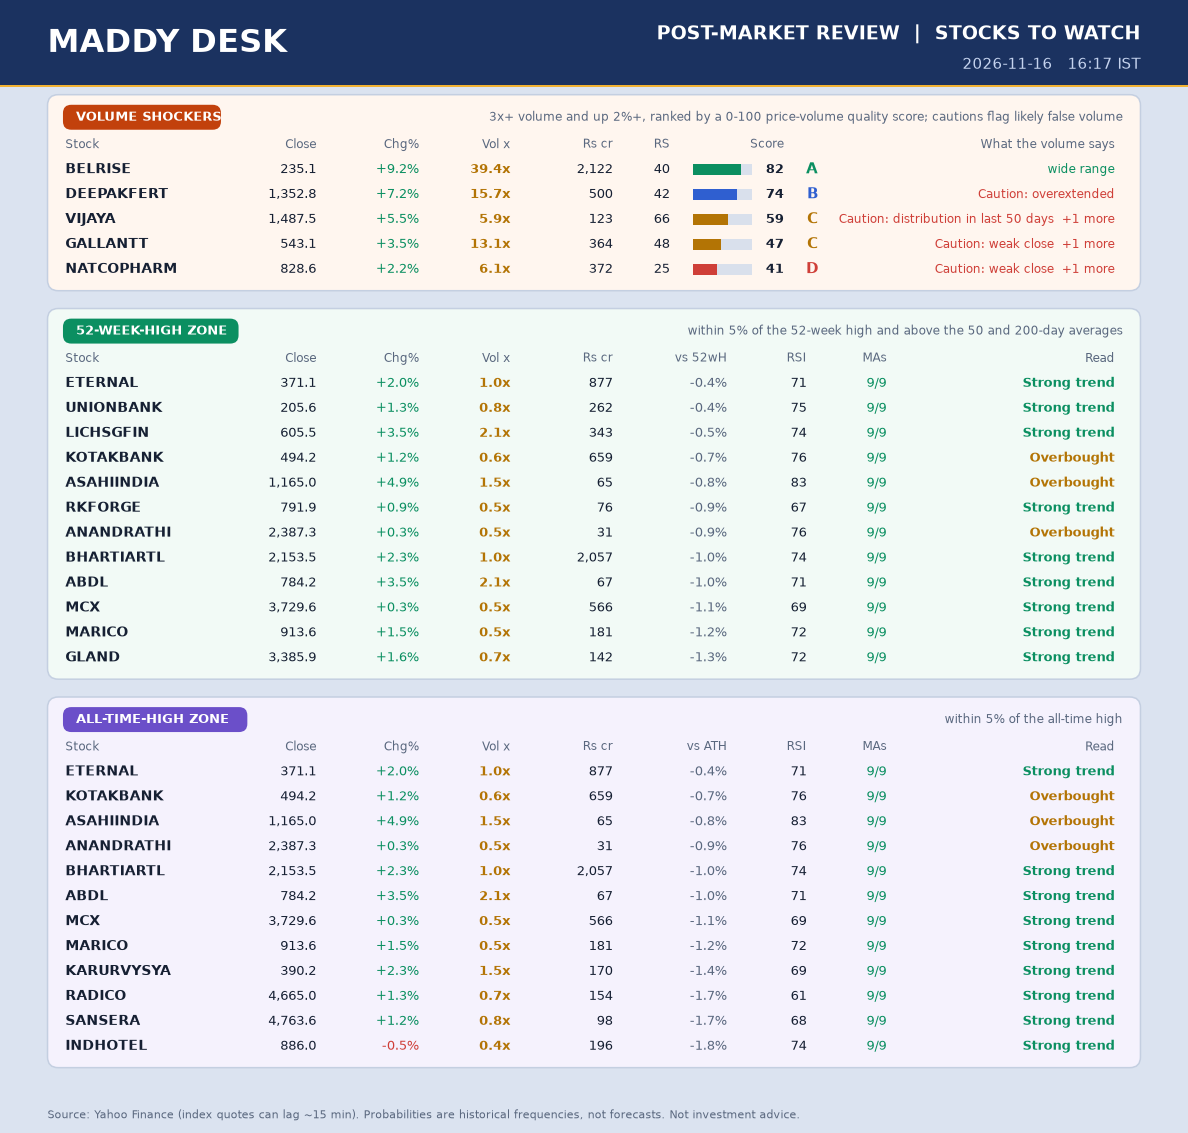 MADDY DESK
POST-MARKET REVIEW | STOCKS TO WATCH
2026-11-16 16:17 IST
VOLUME SHOCKERS 3x+ volume and up 2%+, ranked by a 0-100 price-volume quality score; cautions flag likely false volume
Stock Close Chg% Vol x Rs cr RS Score What the volume says
BELRISE 235.1 +9.2% 39.4x 2,122 40 82 A wide range
DEEPAKFERT 1,352.8 +7.2% 15.7x 500 42 74 B Caution: overextended
VIJAYA 1,487.5 +5.5% 5.9x 123 66 59 C Caution: distribution in last 50 days +1 more
GALLANTT 543.1 +3.5% 13.1x 364 48 47 C Caution: weak close +1 more
NATCOPHARM 828.6 +2.2% 6.1x 372 25 41 D Caution: weak close +1 more
52-WEEK-HIGH ZONE within 5% of the 52-week high and above the 50 and 200-day averages
Stock Close Chg% Vol x Rs cr vs 52wH RSI MAs Read
ETERNAL 371.1 +2.0% 1.0x 877 -0.4% 71 9/9 Strong trend
UNIONBANK 205.6 +1.3% 0.8x 262 -0.4% 75 9/9 Strong trend
LICHSGFIN 605.5 +3.5% 2.1x 343 -0.5% 74 9/9 Strong trend
KOTAKBANK 494.2 +1.2% 0.6x 659 -0.7% 76 9/9 Overbought
ASAHIINDIA 1,165.0 +4.9% 1.5x 65 -0.8% 83 9/9 Overbought
RKFORGE 791.9 +0.9% 0.5x 76 -0.9% 67 9/9 Strong trend
ANANDRATHI 2,387.3 +0.3% 0.5x 31 -0.9% 76 9/9 Overbought
BHARTIARTL 2,153.5 +2.3% 1.0x 2,057 -1.0% 74 9/9 Strong trend
ABDL 784.2 +3.5% 2.1x 67 -1.0% 71 9/9 Strong trend
MCX 3,729.6 +0.3% 0.5x 566 -1.1% 69 9/9 Strong trend
MARICO 913.6 +1.5% 0.5x 181 -1.2% 72 9/9 Strong trend
GLAND 3,385.9 +1.6% 0.7x 142 -1.3% 72 9/9 Strong trend
ALL-TIME-HIGH ZONE within 5% of the all-time high
Stock Close Chg% Vol x Rs cr vs ATH RSI MAs Read
ETERNAL 371.1 +2.0% 1.0x 877 -0.4% 71 9/9 Strong trend
KOTAKBANK 494.2 +1.2% 0.6x 659 -0.7% 76 9/9 Overbought
ASAHIINDIA 1,165.0 +4.9% 1.5x 65 -0.8% 83 9/9 Overbought
ANANDRATHI 2,387.3 +0.3% 0.5x 31 -0.9% 76 9/9 Overbought
BHARTIARTL 2,153.5 +2.3% 1.0x 2,057 -1.0% 74 9/9 Strong trend
ABDL 784.2 +3.5% 2.1x 67 -1.0% 71 9/9 Strong trend
MCX 3,729.6 +0.3% 0.5x 566 -1.1% 69 9/9 Strong trend
MARICO 913.6 +1.5% 0.5x 181 -1.2% 72 9/9 Strong trend
KARURVYSYA 390.2 +2.3% 1.5x 170 -1.4% 69 9/9 Strong trend
RADICO 4,665.0 +1.3% 0.7x 154 -1.7% 61 9/9 Strong trend
SANSERA 4,763.6 +1.2% 0.8x 98 -1.7% 68 9/9 Strong trend
INDHOTEL 886.0 -0.5% 0.4x 196 -1.8% 74 9/9 Strong trend
Source: Yahoo Finance (index quotes can lag ~15 min). Probabilities are historical frequencies, not forecasts. Not investment advice.